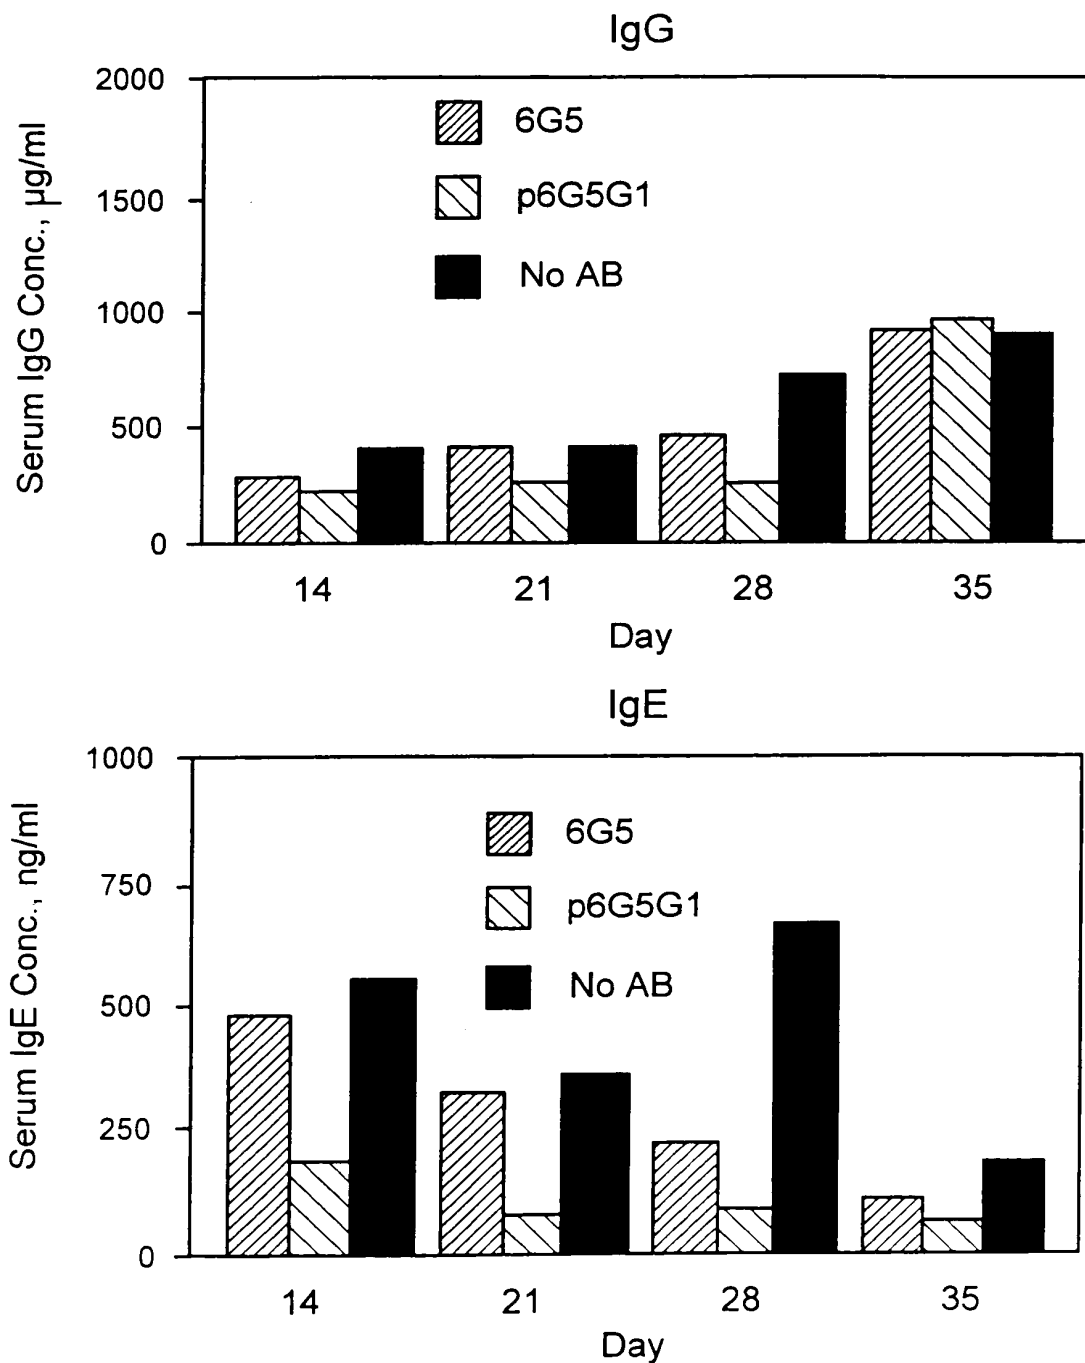 IgG
Serum IgG Conc., µg/ml
2000
1500
1000
500
0
6G5
p6G5G1
No AB
14 21 28 35
Day
IgE
Serum IgE Conc., ng/ml
1000
750
500
250
0
6G5
p6G5G1
No AB
14 21 28 35
Day